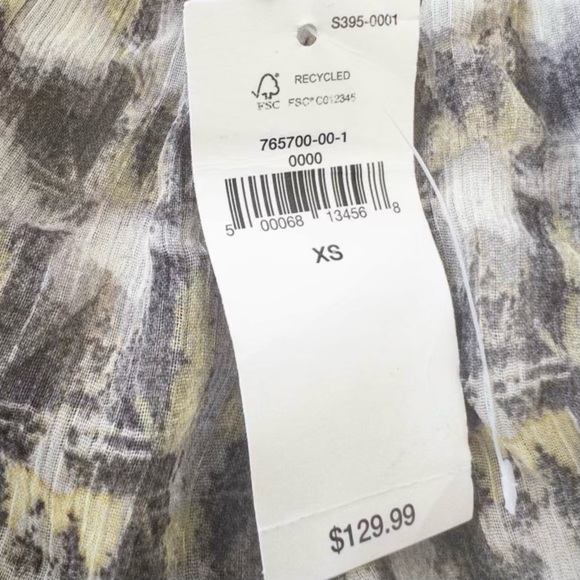 S395-0001
RECYCLED
FSC FSC® C012345
765700-00-1
0000
5 00068 13456 8
XS
$129.99